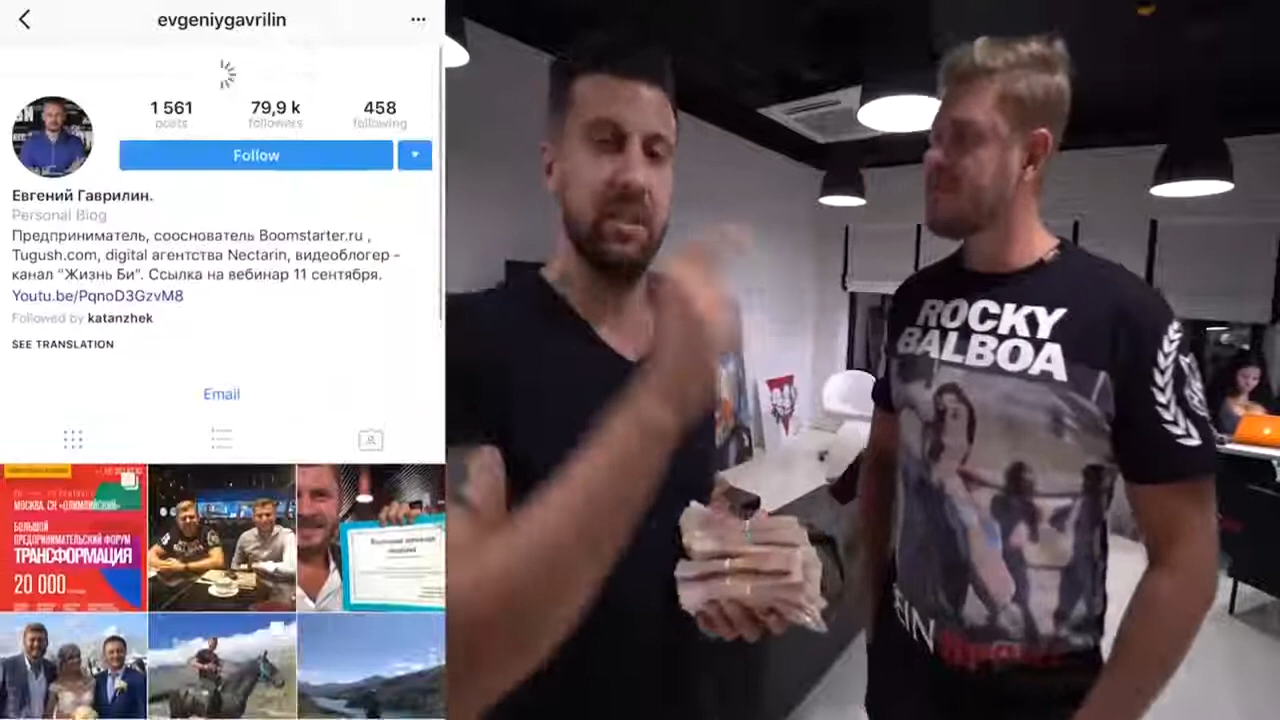 evgeniygavrilin
1 561
79,9 k
458
posts
followers
following
Follow
Евгений Гаврилин.
Personal Blog
Предприниматель, сооснователь Boomstarter.ru ,
Tugush.com, digital агентства Nectarin, видеоблогер -
канал "Жизнь Би". Ссылка на вебинар 11 сентября.
Youtu.be/PqnoD3GzvM8
Followed by katanzhek
SEE TRANSLATION
Email
МОСКВА, СК «ОЛИМПИЙСКИЙ»
БОЛЬШОЙ
ПРЕДПРИНИМАТЕЛЬСКИЙ ФОРУМ
ТРАНСФОРМАЦИЯ
20 000
ROCKY
BALBOA